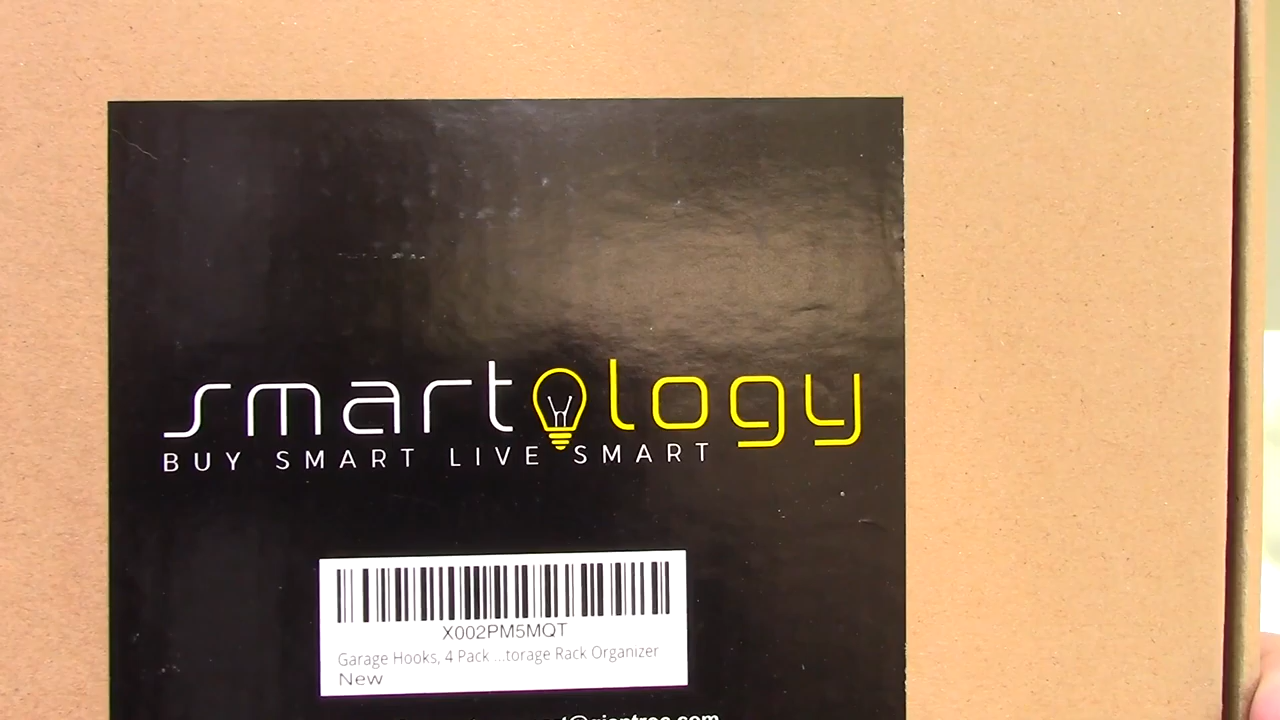 smartology
BUY SMART LIVE SMART
X002PM5MQT
Garage Hooks, 4 Pack ...torage Rack Organizer
New